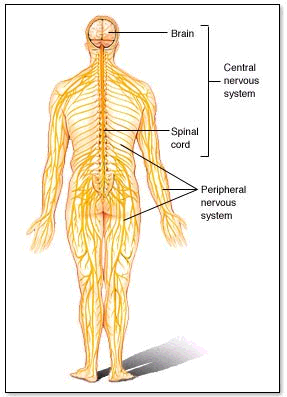 Brain
Central
nervous
system
Spinal
cord
Peripheral
nervous
system